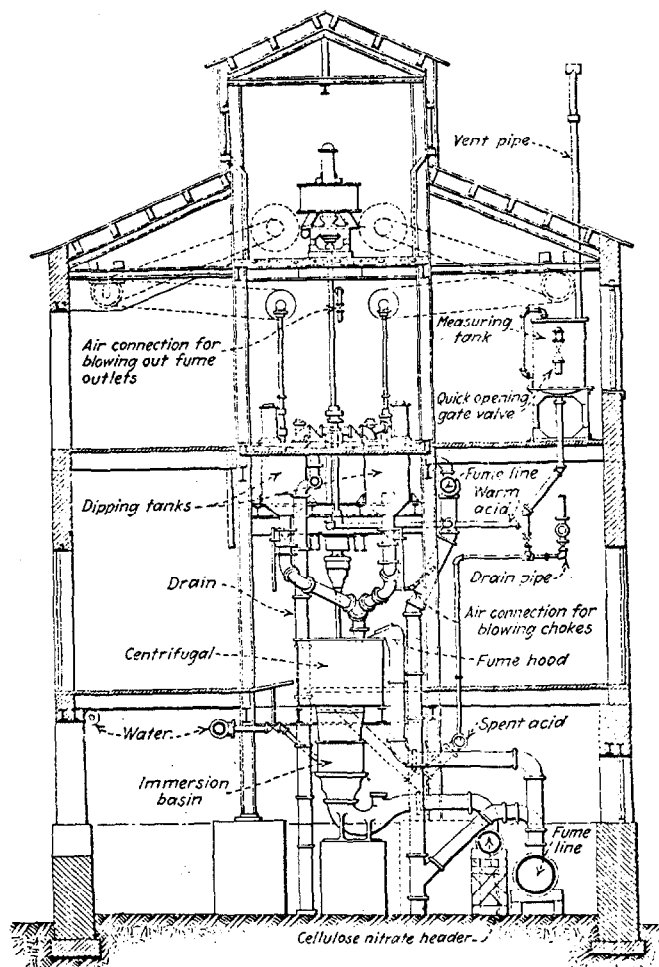 Vent pipe
Air connection for
blowing out fume
outlets
Measuring
tank
Quick opening
gate valve
Dipping tanks
Fume line
Warm
acid
Drain
Drain pipe
Air connection for
blowing chokes
Centrifugal
Fume hood
Water
Spent acid
Immersion
basin
Fume
line
Cellulose nitrate header